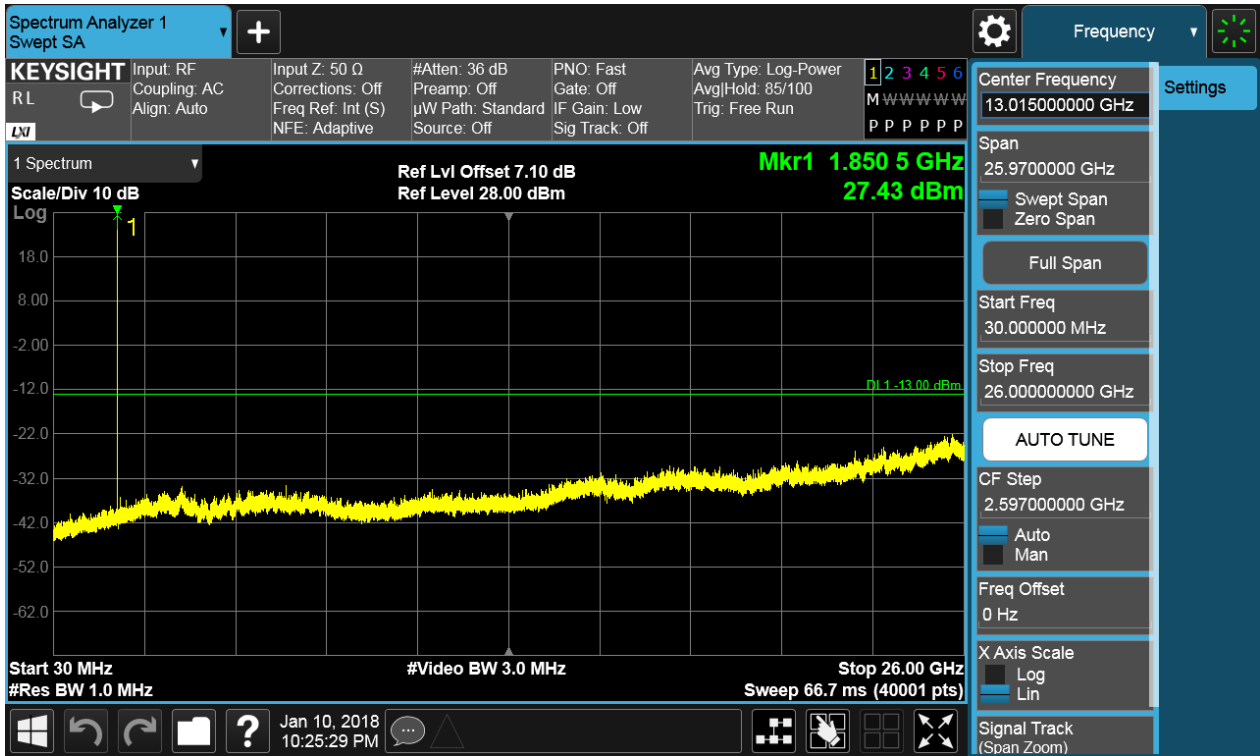 Spectrum Analyzer 1
Swept SA
+
Frequency
KEYSIGHT
R L
LXI
Input: RF
Coupling: AC
Align: Auto
Input Z: 50 Ω
Corrections: Off
Freq Ref: Int (S)
NFE: Adaptive
#Atten: 36 dB
Preamp: Off
µW Path: Standard
Source: Off
PNO: Fast
Gate: Off
IF Gain: Low
Sig Track: Off
Avg Type: Log-Power
Avg|Hold: 85/100
Trig: Free Run
1 2 3 4 5 6
M W W W W W
P P P P P P
1 Spectrum
Scale/Div 10 dB
Log
Ref Lvl Offset 7.10 dB
Ref Level 28.00 dBm
Mkr1 1.850 5 GHz
27.43 dBm
1
18.0
8.00
-2.00
-12.0
DL1 -13.00 dBm
-22.0
-32.0
-42.0
-52.0
-62.0
Start 30 MHz
#Video BW 3.0 MHz
Stop 26.00 GHz
#Res BW 1.0 MHz
Sweep 66.7 ms (40001 pts)
Center Frequency
13.015000000 GHz
Settings
Span
25.9700000 GHz
Swept Span
Zero Span
Full Span
Start Freq
30.000000 MHz
Stop Freq
26.000000000 GHz
AUTO TUNE
CF Step
2.597000000 GHz
Auto
Man
Freq Offset
0 Hz
X Axis Scale
Log
Lin
Signal Track
(Span Zoom)
?
Jan 10, 2018
10:25:29 PM